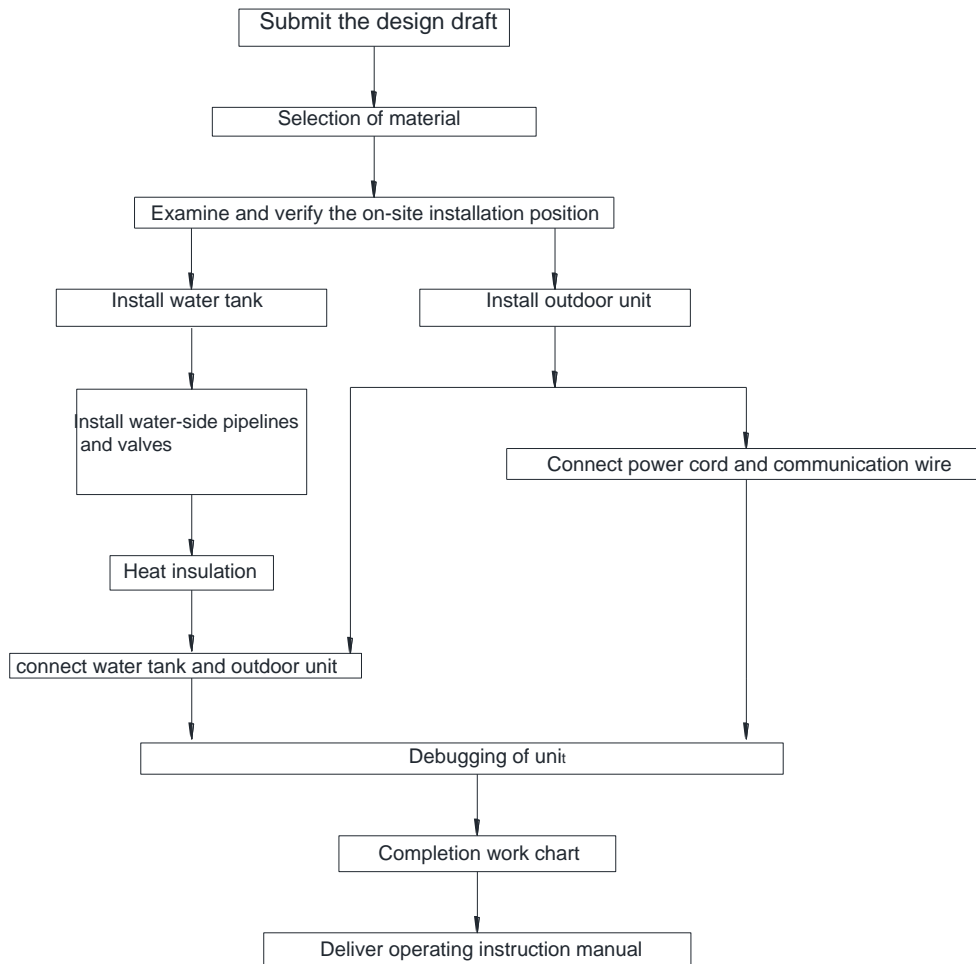 Submit the design draft
Selection of material
Examine and verify the on-site installation position
Install water tank
Install outdoor unit
Install water-side pipelines
and valves
Connect power cord and communication wire
Heat insulation
connect water tank and outdoor unit
Debugging of unit
Completion work chart
Deliver operating instruction manual